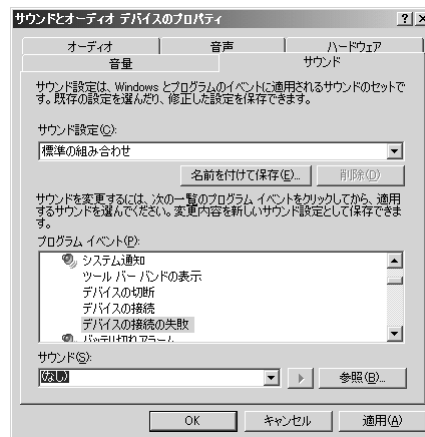 サウンドとオーディオ デバイスのプロパティ
オーディオ 音声 ハードウェア
音量 サウンド
サウンド設定は、Windows とプログラムのイベントに適用されるサウンドのセットで
す。既存の設定を選んだり、修正した設定を保存できます。
サウンド設定(C):
標準の組み合わせ
名前を付けて保存(E)... 削除(D)
サウンドを変更するには、次の一覧のプログラム イベントをクリックしてから、適用
するサウンドを選んでください。変更内容を新しいサウンド設定として保存できま
す。
プログラム イベント(P):
システム通知
ツール バー バンドの表示
デバイスの切断
デバイスの接続
デバイスの接続の失敗
バッテリ切れアラーム
サウンド(S):
(なし) 参照(B)...
OK キャンセル 適用(A)